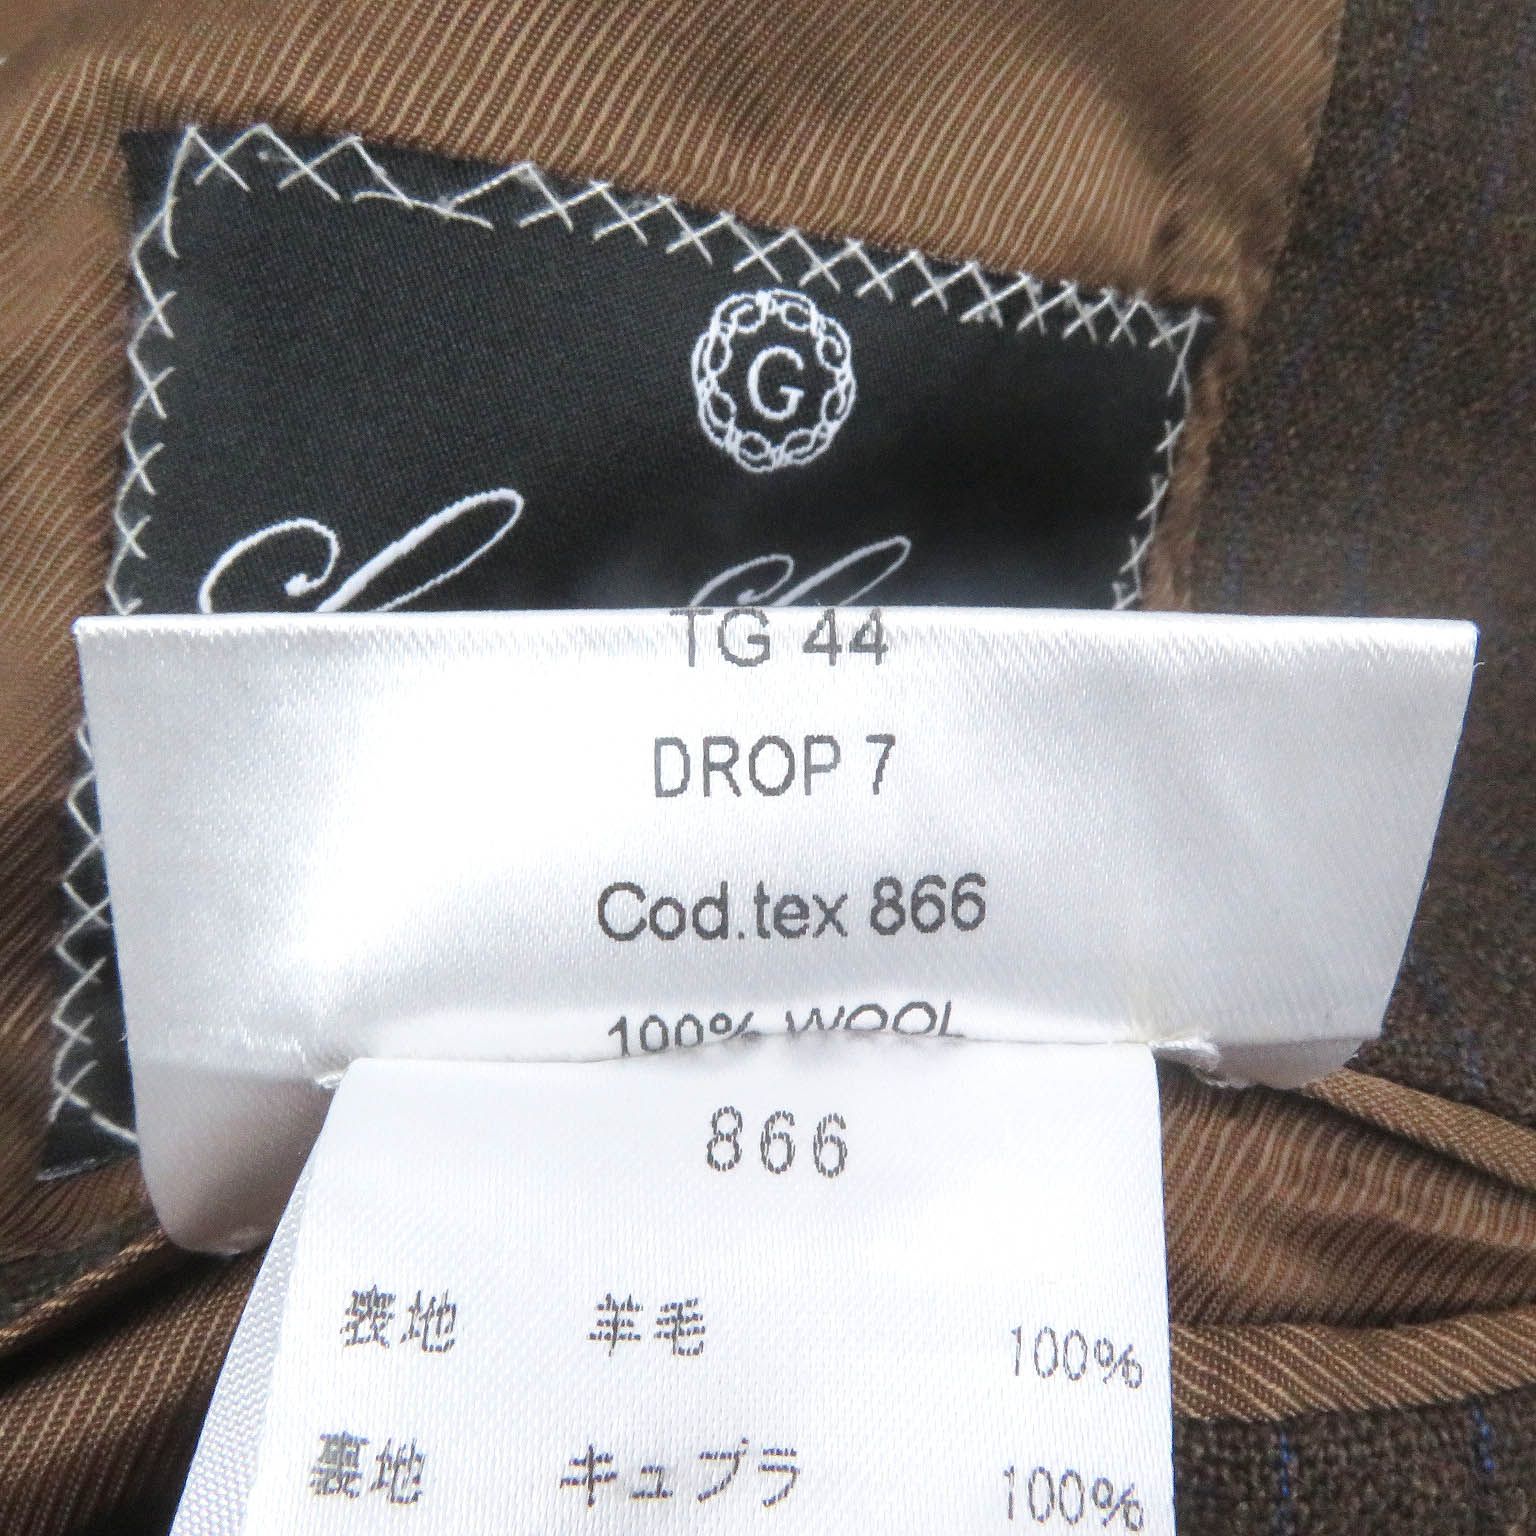 G
TG 44
DROP 7
Cod.tex 866
100% WOOL
866
表地 羊毛 100%
裏地 キュプラ 100%